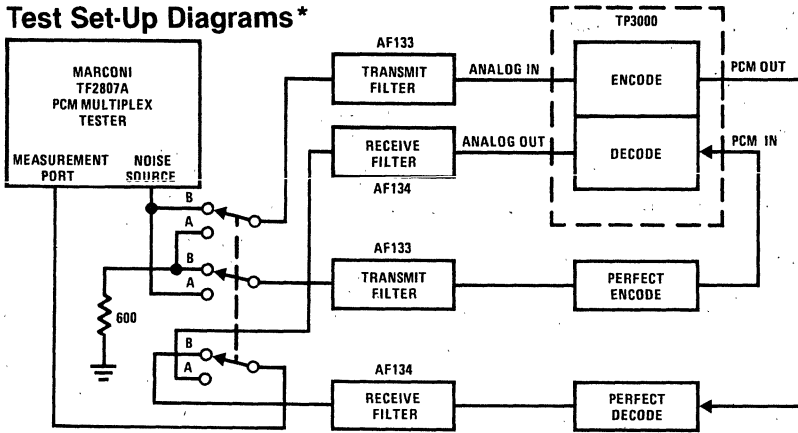 Test Set-Up Diagrams*
MARCONI
TF2807A
PCM MULTIPLEX
TESTER
MEASUREMENT
PORT
NOISE
SOURCE
AF133
TRANSMIT
FILTER
ANALOG IN
TP3000
ENCODE
PCM OUT
RECEIVE
FILTER
AF134
ANALOG OUT
DECODE
PCM IN
B
A
B
A
600
AF133
TRANSMIT
FILTER
PERFECT
ENCODE
B
A
AF134
RECEIVE
FILTER
PERFECT
DECODE